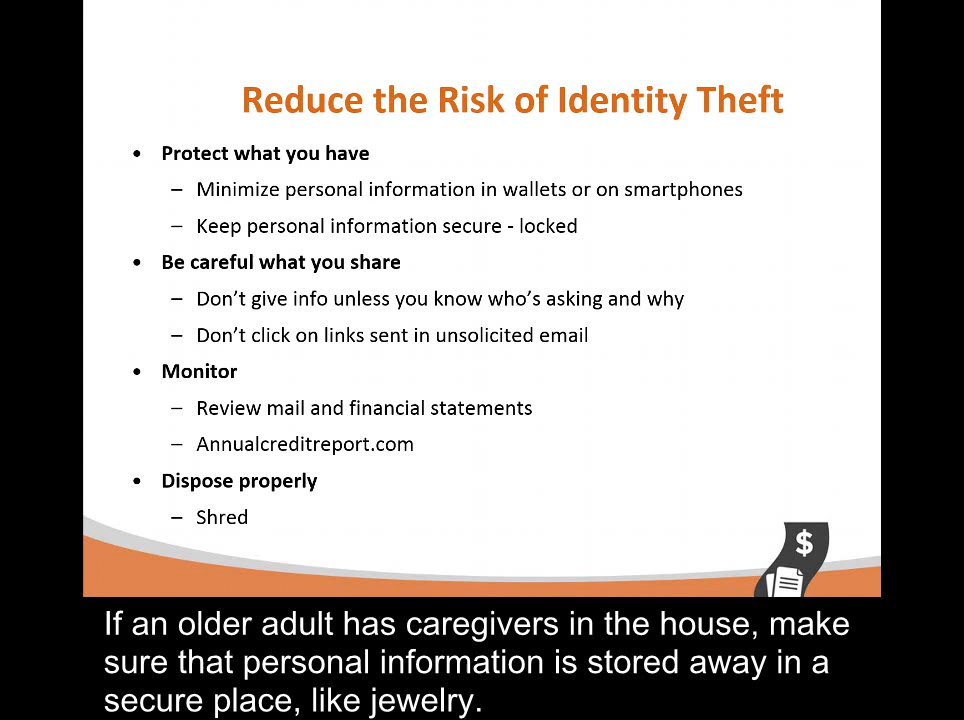 Reduce the Risk of Identity Theft
• Protect what you have
– Minimize personal information in wallets or on smartphones
– Keep personal information secure - locked
• Be careful what you share
– Don’t give info unless you know who’s asking and why
– Don’t click on links sent in unsolicited email
• Monitor
– Review mail and financial statements
– Annualcreditreport.com
• Dispose properly
– Shred
$
If an older adult has caregivers in the house, make
sure that personal information is stored away in a
secure place, like jewelry.